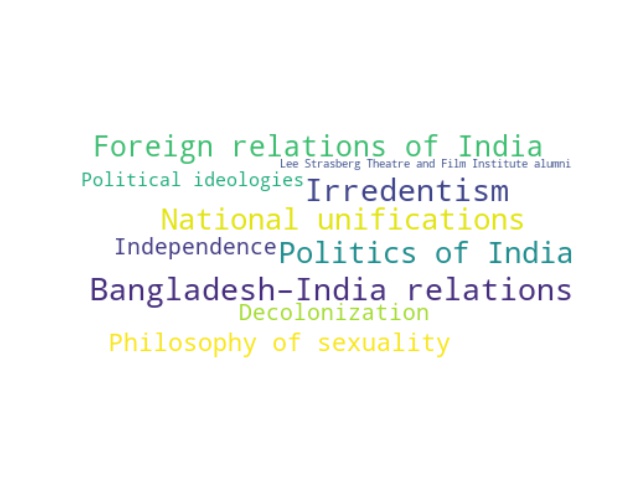 Foreign relations of India
Lee Strasberg Theatre and Film Institute alumni
Political ideologies
Irredentism
National unifications
Independence
Politics of India
Bangladesh–India relations
Decolonization
Philosophy of sexuality